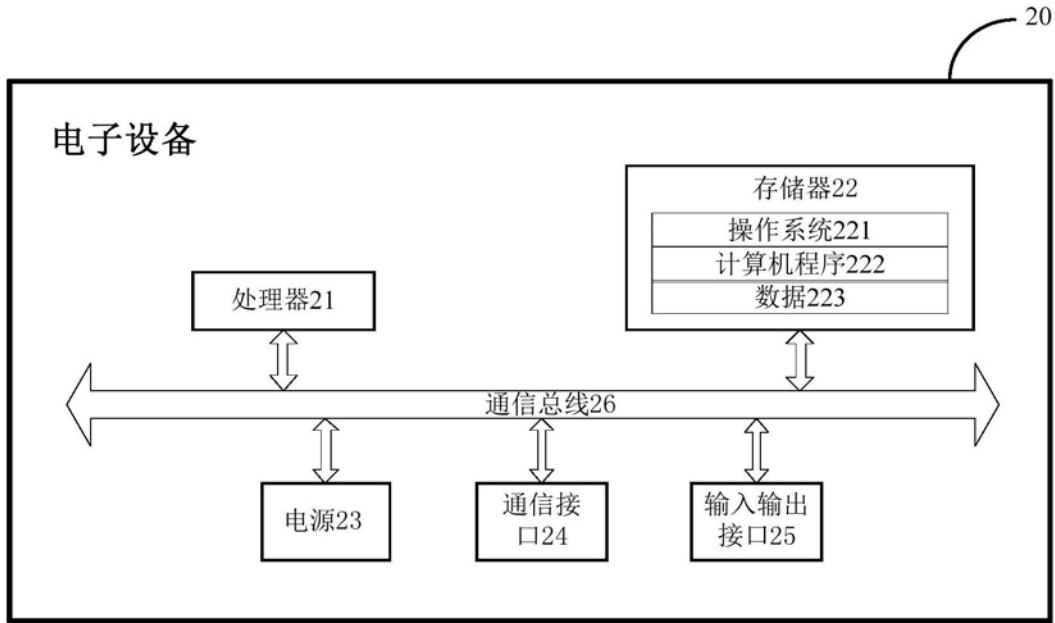 20
电子设备
存储器22
操作系统221
计算机程序222
数据223
处理器21
通信总线26
电源23
通信接
口24
输入输出
接口25